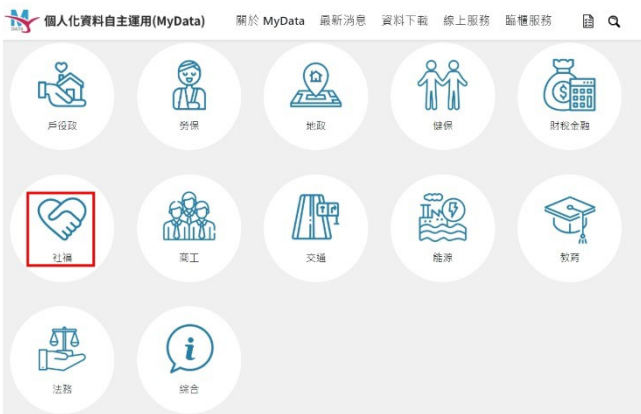 My
DATA
個人化資料自主運用(MyData)
關於 MyData 最新消息 資料下載 線上服務 臨櫃服務
戶役政 勞保 地政 健保 財稅金融
社福 商工 交通 能源 教育
法務 綜合